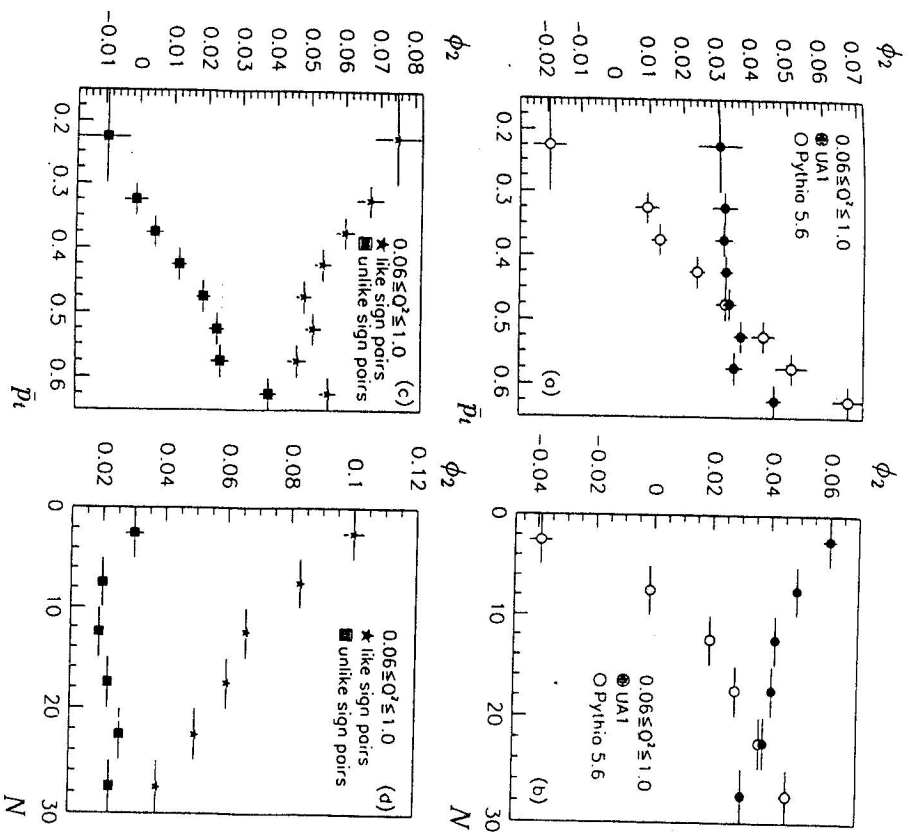 ϕ₂
0.07
0.05
0.04
0.03
0.02
0.01
0
−0.02
0.06≤Q²≤1.0
UA1
Pythia 5.6
(a)
0.2
0.3
0.4
0.5
0.6
p̄ₜ
ϕ₂
0.06
0.04
0.02
0
−0.02
−0.04
0.06≤Q²≤1.0
UA1
Pythia 5.6
(b)
0
10
20
30
N
ϕ₂
0.08
0.07
0.06
0.05
0.04
0.03
0.02
0.01
0
−0.01
0.06≤Q²≤1.0
★ like sign pairs
■ unlike sign pairs
(c)
0.2
0.3
0.4
0.5
0.6
p̄ₜ
ϕ₂
0.12
0.1
0.08
0.06
0.04
0.02
0.06≤Q²≤1.0
★ like sign pairs
■ unlike sign pairs
(d)
0
10
20
30
N